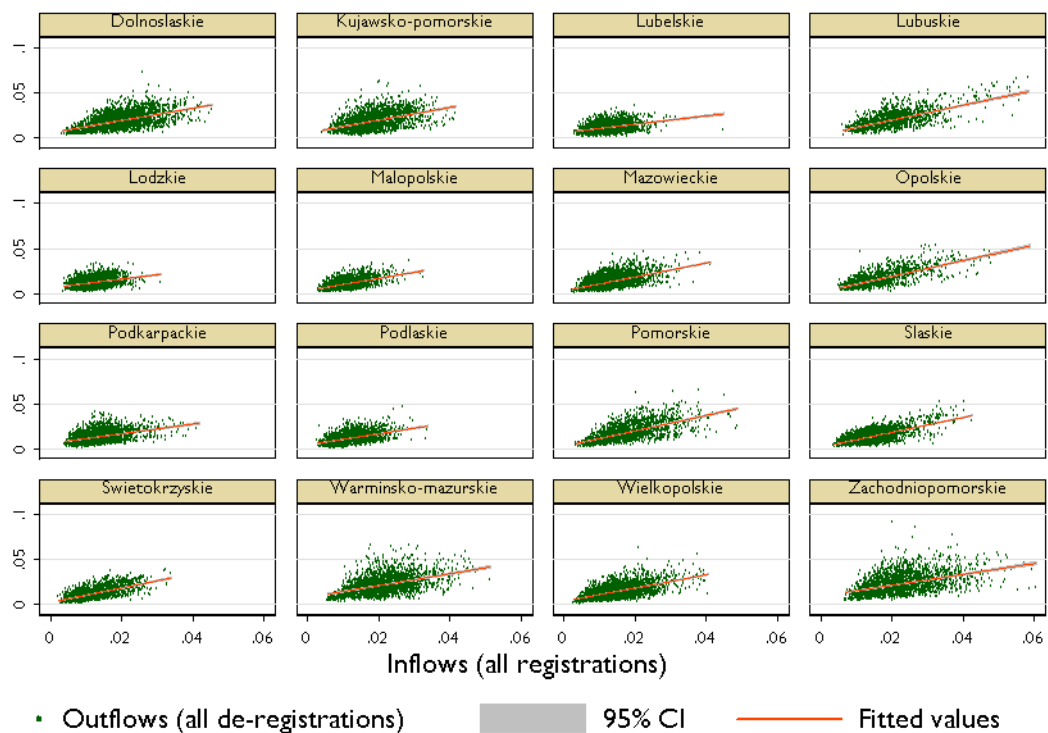 Dolnoslaskie Kujawsko-pomorskie Lubelskie Lubuskie
.1
.05
0
Lodzkie Malopolskie Mazowieckie Opolskie
.1
.05
0
Podkarpackie Podlaskie Pomorskie Slaskie
.1
.05
0
Swietokrzyskie Warminsko-mazurskie Wielkopolskie Zachodniopomorskie
.1
.05
0
0 .02 .04 .06 0 .02 .04 .06 0 .02 .04 .06 0 .02 .04 .06
Inflows (all registrations)
Outflows (all de-registrations) 95% CI Fitted values